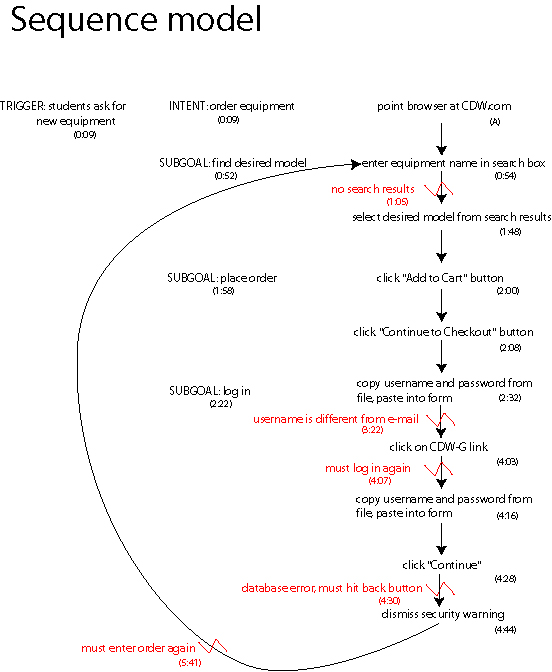 Sequence model
TRIGGER: students ask for
new equipment
(0:09)
INTENT: order equipment
(0:09)
point browser at CDW.com
(A)
SUBGOAL: find desired model
(0:52)
enter equipment name in search box
(0:54)
no search results
(1:05)
select desired model from search results
(1:48)
SUBGOAL: place order
(1:58)
click "Add to Cart" button
(2:00)
click "Continue to Checkout" button
(2:08)
SUBGOAL: log in
(2:22)
copy username and password from
file, paste into form
(2:32)
username is different from e-mail
(3:22)
click on CDW-G link
(4:03)
must log in again
(4:07)
copy username and password from
file, paste into form
(4:16)
click "Continue"
(4:28)
database error, must hit back button
(4:30)
dismiss security warning
(4:44)
must enter order again
(5:41)